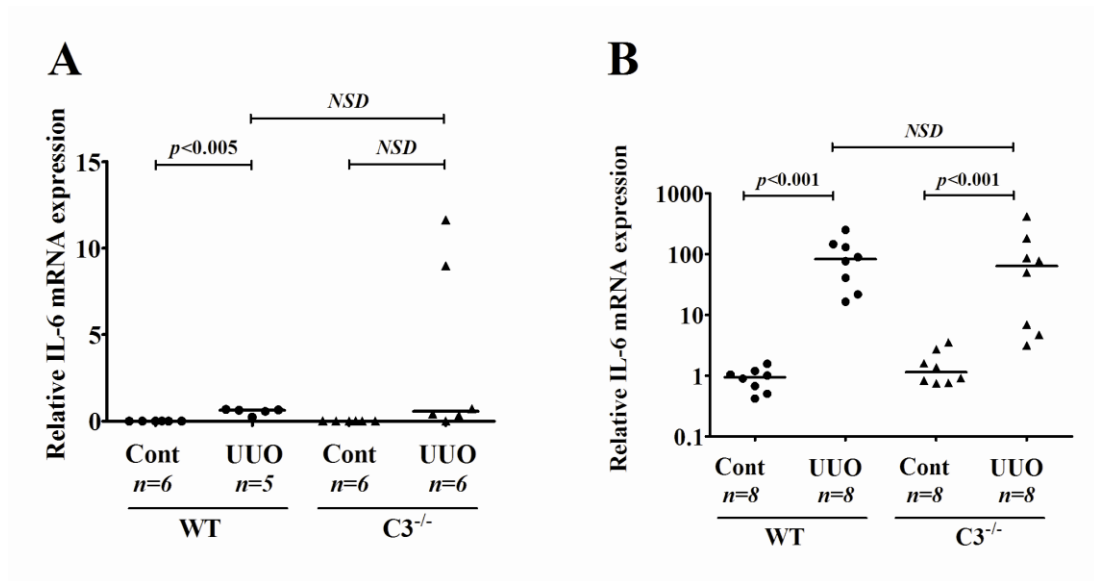 A
Relative IL-6 mRNA expression
NSD
p<0.005
NSD
15
10
5
0
Cont UUO Cont UUO
n=6 n=5 n=6 n=6
WT C3-/-
B
Relative IL-6 mRNA expression
NSD
p<0.001
p<0.001
1000
100
10
1
0.1
Cont UUO Cont UUO
n=8 n=8 n=8 n=8
WT C3-/-